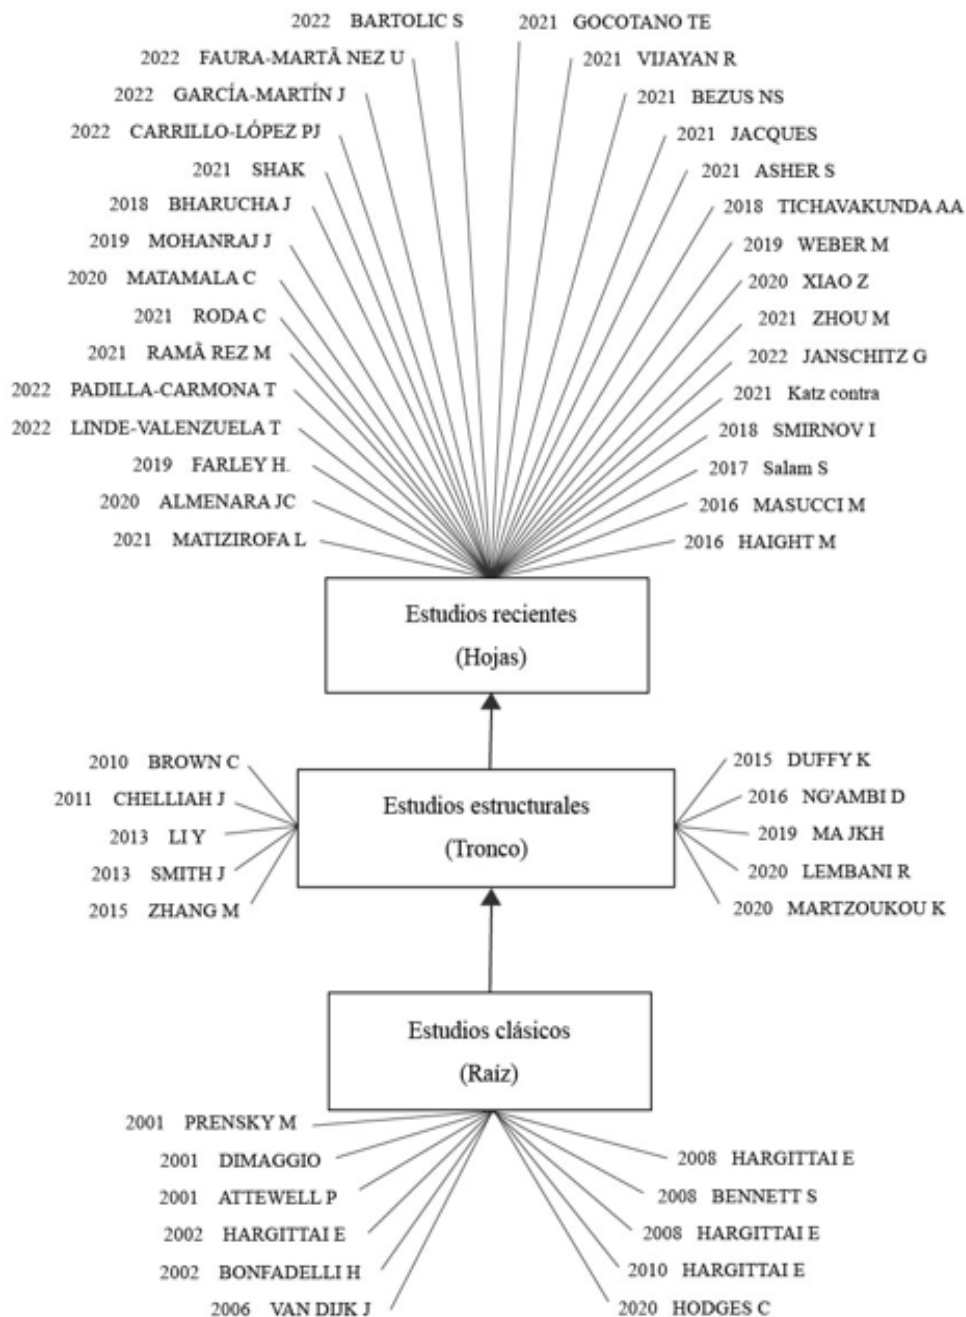 2022 BARTOLIC S
2021 GOCOTANO TE
2022 FAURA-MARTÃ NEZ U
2021 VIJAYAN R
2022 GARCÍA-MARTÍN J
2021 BEZUS NS
2022 CARRILLO-LÓPEZ PJ
2021 JACQUES
2021 SHAK
2021 ASHER S
2018 BHARUCHA J
2018 TICHAVAKUNDA AA
2019 MOHANRAJ J
2019 WEBER M
2020 MATAMALA C
2020 XIAO Z
2021 RODA C
2021 ZHOU M
2021 RAMÃ REZ M
2022 JANSCHITZ G
2022 PADILLA-CARMONA T
2021 Katz contra
2022 LINDE-VALENZUELA T
2018 SMIRNOV I
2019 FARLEY H.
2017 Salam S
2020 ALMENARA JC
2016 MASUCCI M
2021 MATIZIROFA L
2016 HAIGHT M
Estudios recientes
(Hojas)
2010 BROWN C
2011 CHELLIAH J
2013 LI Y
2013 SMITH J
2015 ZHANG M
Estudios estructurales
(Tronco)
2015 DUFFY K
2016 NG'AMBI D
2019 MA JKH
2020 LEMBANI R
2020 MARTZOUKOU K
Estudios clásicos
(Raíz)
2001 PRENSKY M
2001 DIMAGGIO
2001 ATTEWELL P
2002 HARGITTAI E
2002 BONFADELLI H
2006 VAN DIJK J
2008 HARGITTAI E
2008 BENNETT S
2008 HARGITTAI E
2010 HARGITTAI E
2020 HODGES C